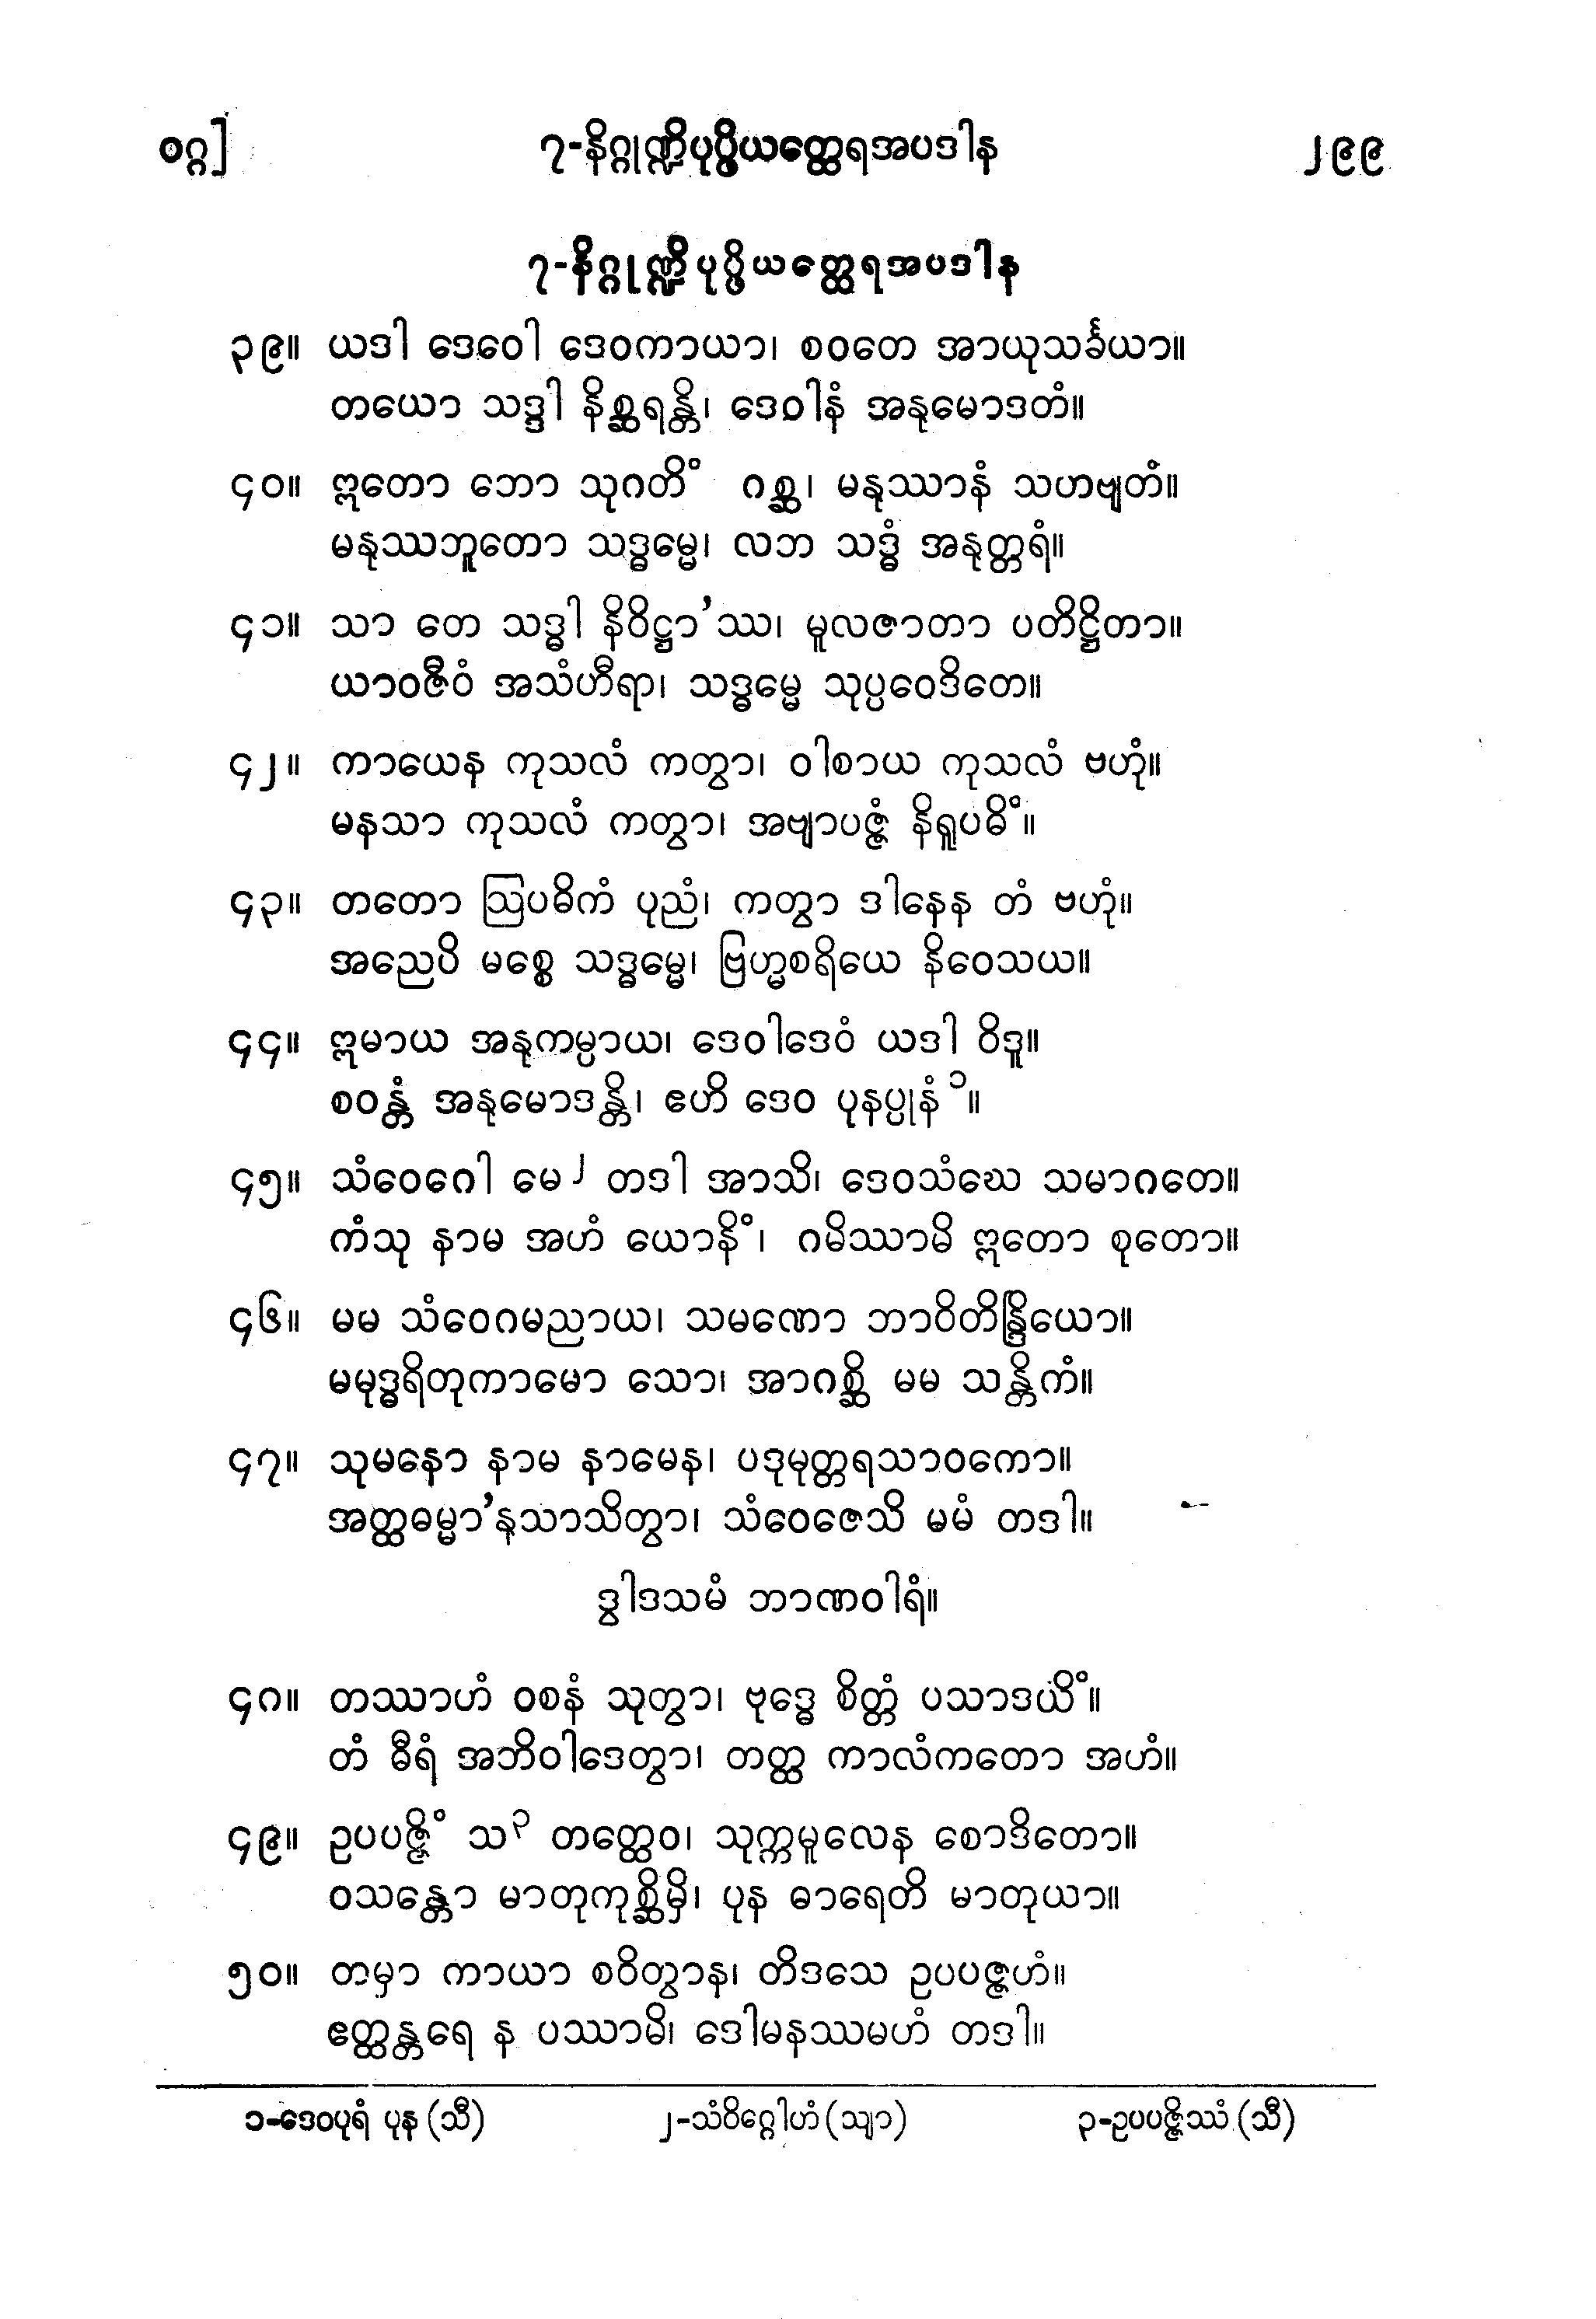 ဝဂ္ဂ] ၇-နိဂ္ဂုဏ္ဍိပုပ္ဖိယတ္ထေရအပဒါန ၂၉၉
၇-နိဂ္ဂုဏ္ဍိပုပ္ဖိယတ္ထေရအပဒါန
၃၉။ ယဒါ ဒေဝေါ ဒေဝကာယာ၊ စဝတေ အာယုသင်္ခယာ။
တယော သဒ္ဒါ နိစ္ဆရန္တိ၊ ဒေဝါနံ အနုမောဒတံ။
၄၀။ ဣတော ဘော သုဂတိံ ဂစ္ဆ၊ မနုဿာနံ သဟဗျတံ။
မနုဿဘူတော သဒ္ဓမ္မေ၊ လဘ သဒ္ဓံ အနုတ္တရံ။
၄၁။ သာ တေ သဒ္ဓါ နိဝိဋ္ဌာ’ဿ၊ မူလဇာတာ ပတိဋ္ဌိတာ။
ယာဝဇီဝံ အသံဟီရာ၊ သဒ္ဓမ္မေ သုပ္ပဝေဒိတေ။
၄၂။ ကာယေန ကုသလံ ကတွာ၊ ဝါစာယ ကုသလံ ဗဟုံ။
မနသာ ကုသလံ ကတွာ၊ အဗျာပဇ္ဇံ နိရူပဓိံ။
၄၃။ တတော ဩပဓိကံ ပုညံ၊ ကတွာ ဒါနေန တံ ဗဟုံ။
အညေပိ မစ္စေ သဒ္ဓမ္မေ၊ ဗြဟ္မစရိယေ နိဝေသယ။
၄၄။ ဣမာယ အနုကမ္ပာယ၊ ဒေဝါဒေဝံ ယဒါ ဝိဒူ။
စဝန္တံ အနုမောဒန္တိ၊ ဧဟိ ဒေဝ ပုနပ္ပုနံ ၁။
၄၅။ သံဝေဂေါ မေ ၂ တဒါ အာသိ၊ ဒေဝသံဃေ သမာဂတေ။
ကံသု နာမ အဟံ ယောနိံ၊ ဂမိဿာမိ ဣတော စုတော။
၄၆။ မမ သံဝေဂမညာယ၊ သမဏော ဘာဝိတိန္ဒြိယော။
မမုဒ္ဓရိတုကာမော သော၊ အာဂစ္ဆိ မမ သန္တိကံ။
၄၇။ သုမနော နာမ နာမေန၊ ပဒုမုတ္တရသာဝကော။
အတ္ထဓမ္မာ’နုသာသိတွာ၊ သံဝေဇေသိ မမံ တဒါ။
ဒွါဒသမံ ဘာဏဝါရံ။
၄၈။ တဿာဟံ ဝစနံ သုတွာ၊ ဗုဒ္ဓေ စိတ္တံ ပသာဒယိံ။
တံ ဓီရံ အဘိဝါဒေတွာ၊ တတ္ထ ကာလံကတော အဟံ။
၄၉။ ဥပပဇ္ဇိံ သ ၃ တတ္ထေဝ၊ သုက္ကမူလေန စောဒိတော။
ဝသန္တော မာတုကုစ္ဆိမှိ၊ ပုန ဓာရေတိ မာတုယာ။
၅၀။ တမှာ ကာယာ စဝိတွာန၊ တိဒသေ ဥပပဇ္ဇဟံ။
ဧတ္ထန္တရေ န ပဿာမိ၊ ဒေါမနဿမဟံ တဒါ။
၁-ဒေဝပုရံ ပုန (သီ) ၂-သံဝိဂ္ဂေါဟံ (သျာ) ၃-ဥပပဇ္ဇိဿံ (သီ)